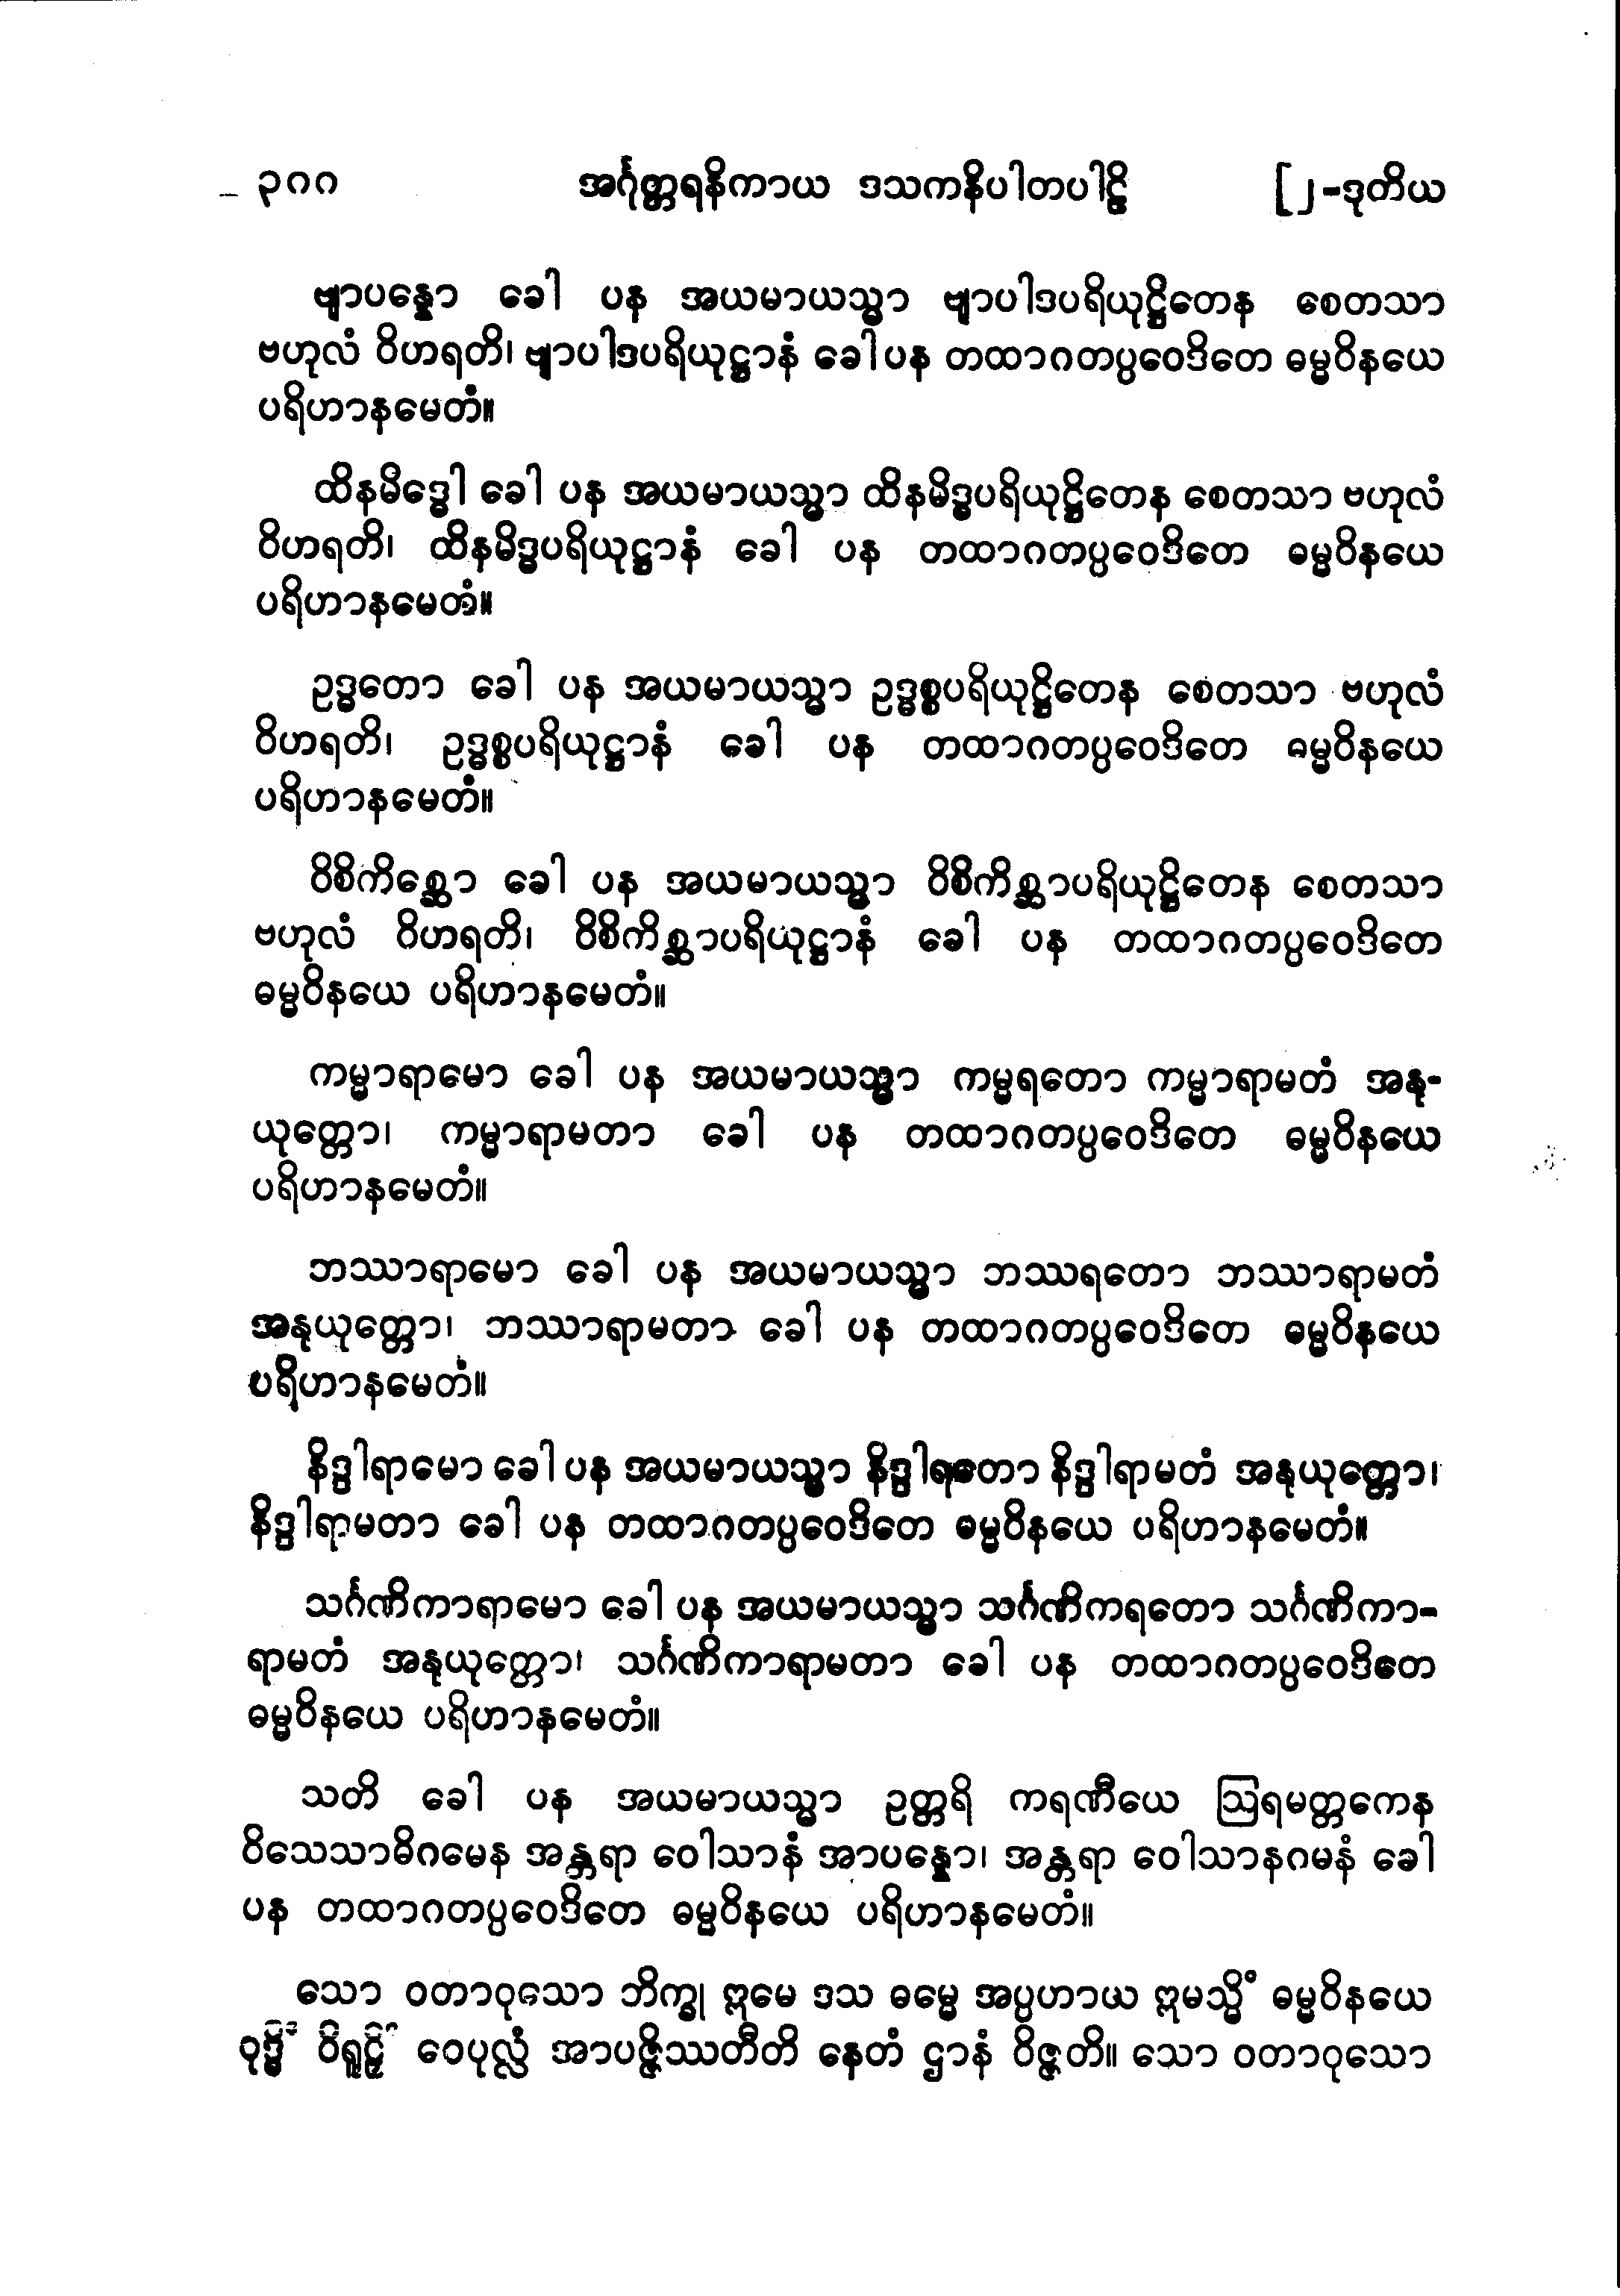 ၃၈၈ အင်္ဂုတ္တရနိကာယ ဒသကနိပါတပါဠိ [၂-ဒုတိယ
ဗျာပန္နော ခေါ ပန အယမာယသ္မာ ဗျာပါဒပရိယုဋ္ဌိတေန စေတသာ
ဗဟုလံ ဝိဟရတိ၊ ဗျာပါဒပရိယုဋ္ဌာနံ ခေါ ပန တထာဂတပ္ပဝေဒိတေ ဓမ္မဝိနယေ
ပရိဟာနမေတံ။
ထိနမိဒ္ဓေါ ခေါ ပန အယမာယသ္မာ ထိနမိဒ္ဓပရိယုဋ္ဌိတေန စေတသာ ဗဟုလံ
ဝိဟရတိ၊ ထိနမိဒ္ဓပရိယုဋ္ဌာနံ ခေါ ပန တထာဂတပ္ပဝေဒိတေ ဓမ္မဝိနယေ
ပရိဟာနမေတံ။
ဥဒ္ဓတော ခေါ ပန အယမာယသ္မာ ဥဒ္ဓစ္စပရိယုဋ္ဌိတေန စေတသာ ဗဟုလံ
ဝိဟရတိ၊ ဥဒ္ဓစ္စပရိယုဋ္ဌာနံ ခေါ ပန တထာဂတပ္ပဝေဒိတေ ဓမ္မဝိနယေ
ပရိဟာနမေတံ။
ဝိစိကိစ္ဆော ခေါ ပန အယမာယသ္မာ ဝိစိကိစ္ဆာပရိယုဋ္ဌိတေန စေတသာ
ဗဟုလံ ဝိဟရတိ၊ ဝိစိကိစ္ဆာပရိယုဋ္ဌာနံ ခေါ ပန တထာဂတပ္ပဝေဒိတေ
ဓမ္မဝိနယေ ပရိဟာနမေတံ။
ကမ္မာရာမော ခေါ ပန အယမာယသ္မာ ကမ္မရတော ကမ္မာရာမတံ အနု-
ယုတ္တော၊ ကမ္မာရာမတာ ခေါ ပန တထာဂတပ္ပဝေဒိတေ ဓမ္မဝိနယေ
ပရိဟာနမေတံ။
ဘဿာရာမော ခေါ ပန အယမာယသ္မာ ဘဿရတော ဘဿာရာမတံ
အနုယုတ္တော၊ ဘဿာရာမတာ ခေါ ပန တထာဂတပ္ပဝေဒိတေ ဓမ္မဝိနယေ
ပရိဟာနမေတံ။
နိဒ္ဒါရာမော ခေါ ပန အယမာယသ္မာ နိဒ္ဒါရတော နိဒ္ဒါရာမတံ အနုယုတ္တော၊
နိဒ္ဒါရာမတာ ခေါ ပန တထာဂတပ္ပဝေဒိတေ ဓမ္မဝိနယေ ပရိဟာနမေတံ။
သင်္ဂဏိကာရာမော ခေါ ပန အယမာယသ္မာ သင်္ဂဏိကရတော သင်္ဂဏိကာ-
ရာမတံ အနုယုတ္တော၊ သင်္ဂဏိကာရာမတာ ခေါ ပန တထာဂတပ္ပဝေဒိတေ
ဓမ္မဝိနယေ ပရိဟာနမေတံ။
သတိ ခေါ ပန အယမာယသ္မာ ဥတ္တရိ ကရဏီယေ ဩရမတ္တကေန
ဝိသေသာဓိဂမေန အန္တရာ ဝေါသာနံ အာပန္နော၊ အန္တရာ ဝေါသာနဂမနံ ခေါ
ပန တထာဂတပ္ပဝေဒိတေ ဓမ္မဝိနယေ ပရိဟာနမေတံ။
သော ဝတာဝုသော ဘိက္ခု ဣမေ ဒသ ဓမ္မေ အပ္ပဟာယ ဣမသ္မိံ ဓမ္မဝိနယေ
ဝုဒ္ဓိံ ဝိရူဠှိံ ဝေပုလ္လံ အာပဇ္ဇိဿတီတိ နေတံ ဌာနံ ဝိဇ္ဇတိ။ သော ဝတာဝုသော